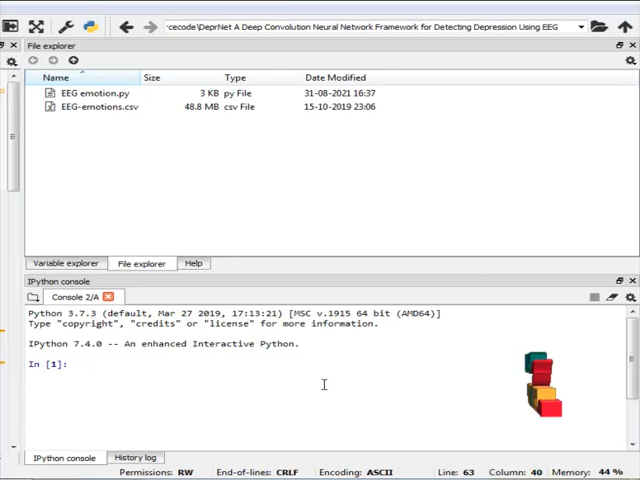 :cecode\DeprNet A Deep Convolution Neural Network Framework for Detecting Depression Using EEG
File explorer
Name Size Type Date Modified
EEG emotion.py 3 KB py File 31-08-2021 16:37
EEG-emotions.csv 48.8 MB csv File 15-10-2019 23:06
Variable explorer File explorer Help
IPython console
Console 2/A
Python 3.7.3 (default, Mar 27 2019, 17:13:21) [MSC v.1915 64 bit (AMD64)]
Type "copyright", "credits" or "license" for more information.
IPython 7.4.0 -- An enhanced Interactive Python.
In [1]:
IPython console History log
Permissions: RW End-of-lines: CRLF Encoding: ASCII Line: 63 Column: 40 Memory: 44 %